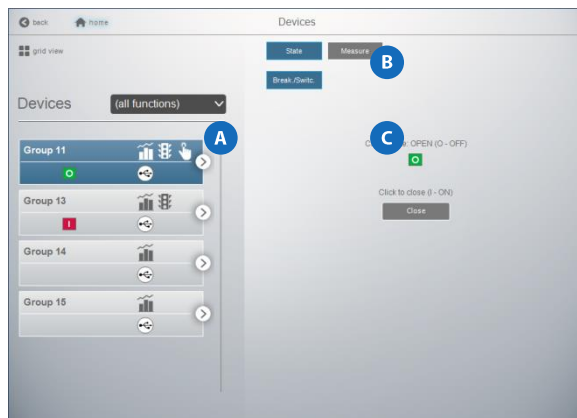 back
home
Devices
grid view
State
Measure
B
Break./Switc.
Devices
(all functions)
A
C
OPEN (O - OFF)
Group 11
O
O
Group 13
I
Click to close (I - ON)
Close
Group 14
Group 15